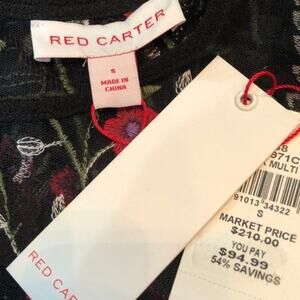 RED CARTER
S
MADE IN
CHINA
RED CARTER
971C
MULTI
91013 34322
S
MARKET PRICE
$210.00
YOU PAY
$94.99
54% SAVINGS